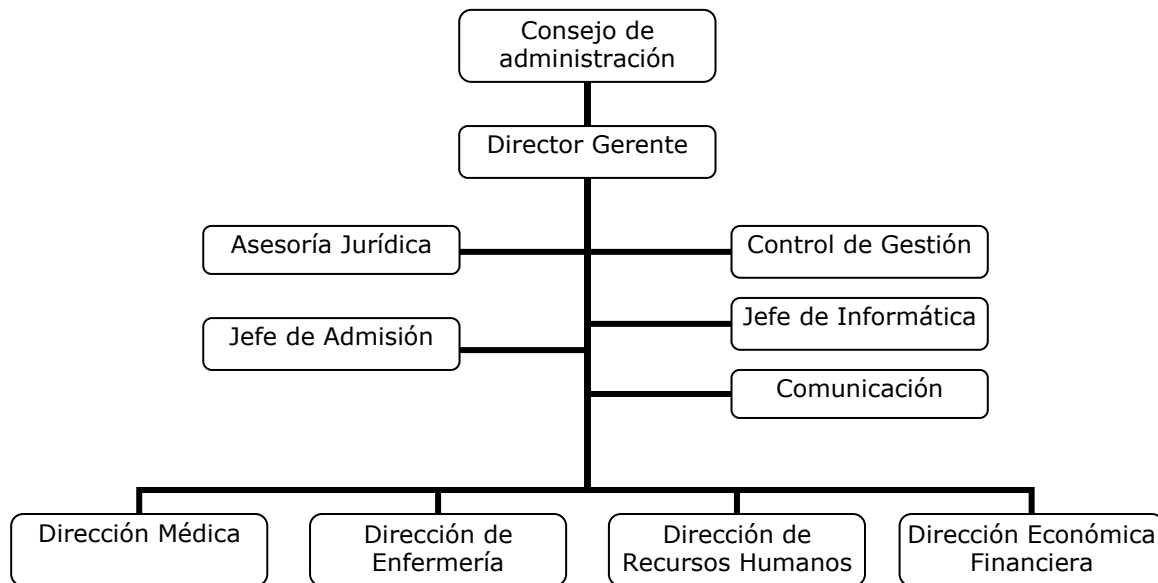 Consejo de
administración
Director Gerente
Asesoría Jurídica
Control de Gestión
Jefe de Admisión
Jefe de Informática
Comunicación
Dirección Médica
Dirección de
Enfermería
Dirección de
Recursos Humanos
Dirección Económica
Financiera